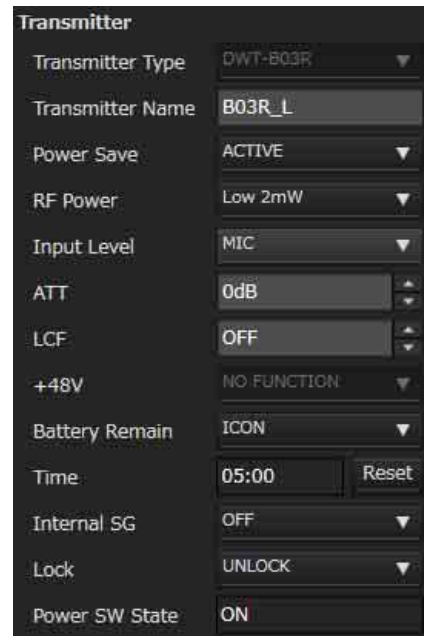 Transmitter
Transmitter Type DWT-B03R
Transmitter Name B03R_L
Power Save ACTIVE
RF Power Low 2mW
Input Level MIC
ATT 0dB
LCF OFF
+48V NO FUNCTION
Battery Remain ICON
Time 05:00 Reset
Internal SG OFF
Lock UNLOCK
Power SW State ON